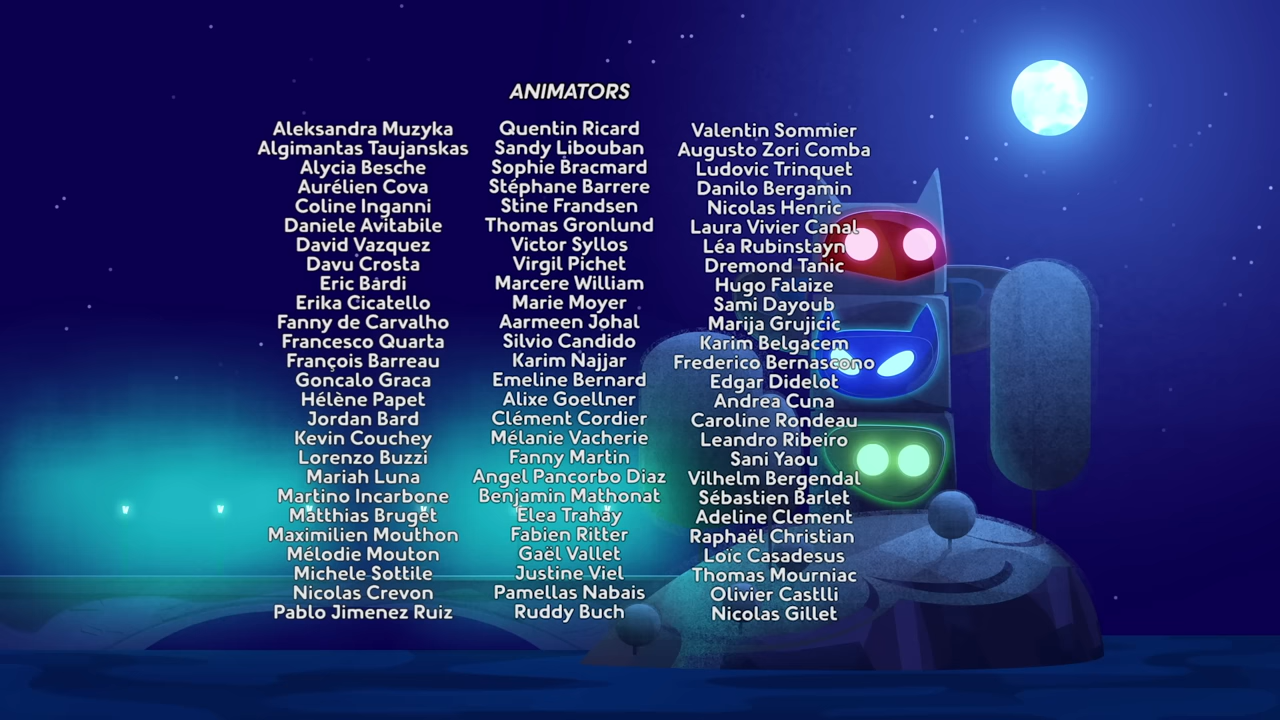 ANIMATORS
Aleksandra Muzyka
Algimantas Taujanskas
Alycia Besche
Aurélien Cova
Coline Inganni
Daniele Avitabile
David Vazquez
Davu Crosta
Eric Bardi
Erika Cicatello
Fanny de Carvalho
Francesco Quarta
François Barreau
Goncalo Graca
Hélène Papet
Jordan Bard
Kevin Couchey
Lorenzo Buzzi
Mariah Luna
Martino Incarbone
Matthias Bruget
Maximilien Mouthon
Mélodie Mouton
Michele Sottile
Nicolas Crevon
Pablo Jimenez Ruiz
Quentin Ricard
Sandy Libouban
Sophie Bracmard
Stéphane Barrere
Stine Frandsen
Thomas Gronlund
Victor Syllos
Virgil Pichet
Marcere William
Marie Moyer
Aarmeen Johal
Silvio Candido
Karim Najjar
Emeline Bernard
Alixe Goellner
Clément Cordier
Mélanie Vacherie
Fanny Martin
Angel Pancorbo Diaz
Benjamin Mathonat
Elea Trahay
Fabien Ritter
Gaël Vallet
Justine Viel
Pamellas Nabais
Ruddy Buch
Valentin Sommier
Augusto Zori Comba
Ludovic Trinquet
Danilo Bergamin
Nicolas Henric
Laura Vivier Canal
Léa Rubinstayn
Dremond Tanic
Hugo Falaize
Sami Dayoub
Marija Grujicic
Karim Belgacem
Frederico Bernascono
Edgar Didelot
Andrea Cuna
Caroline Rondeau
Leandro Ribeiro
Sani Yaou
Vilhelm Bergendal
Sébastien Barlet
Adeline Clement
Raphaël Christian
Loïc Casadesus
Thomas Mourniac
Olivier Castlli
Nicolas Gillet